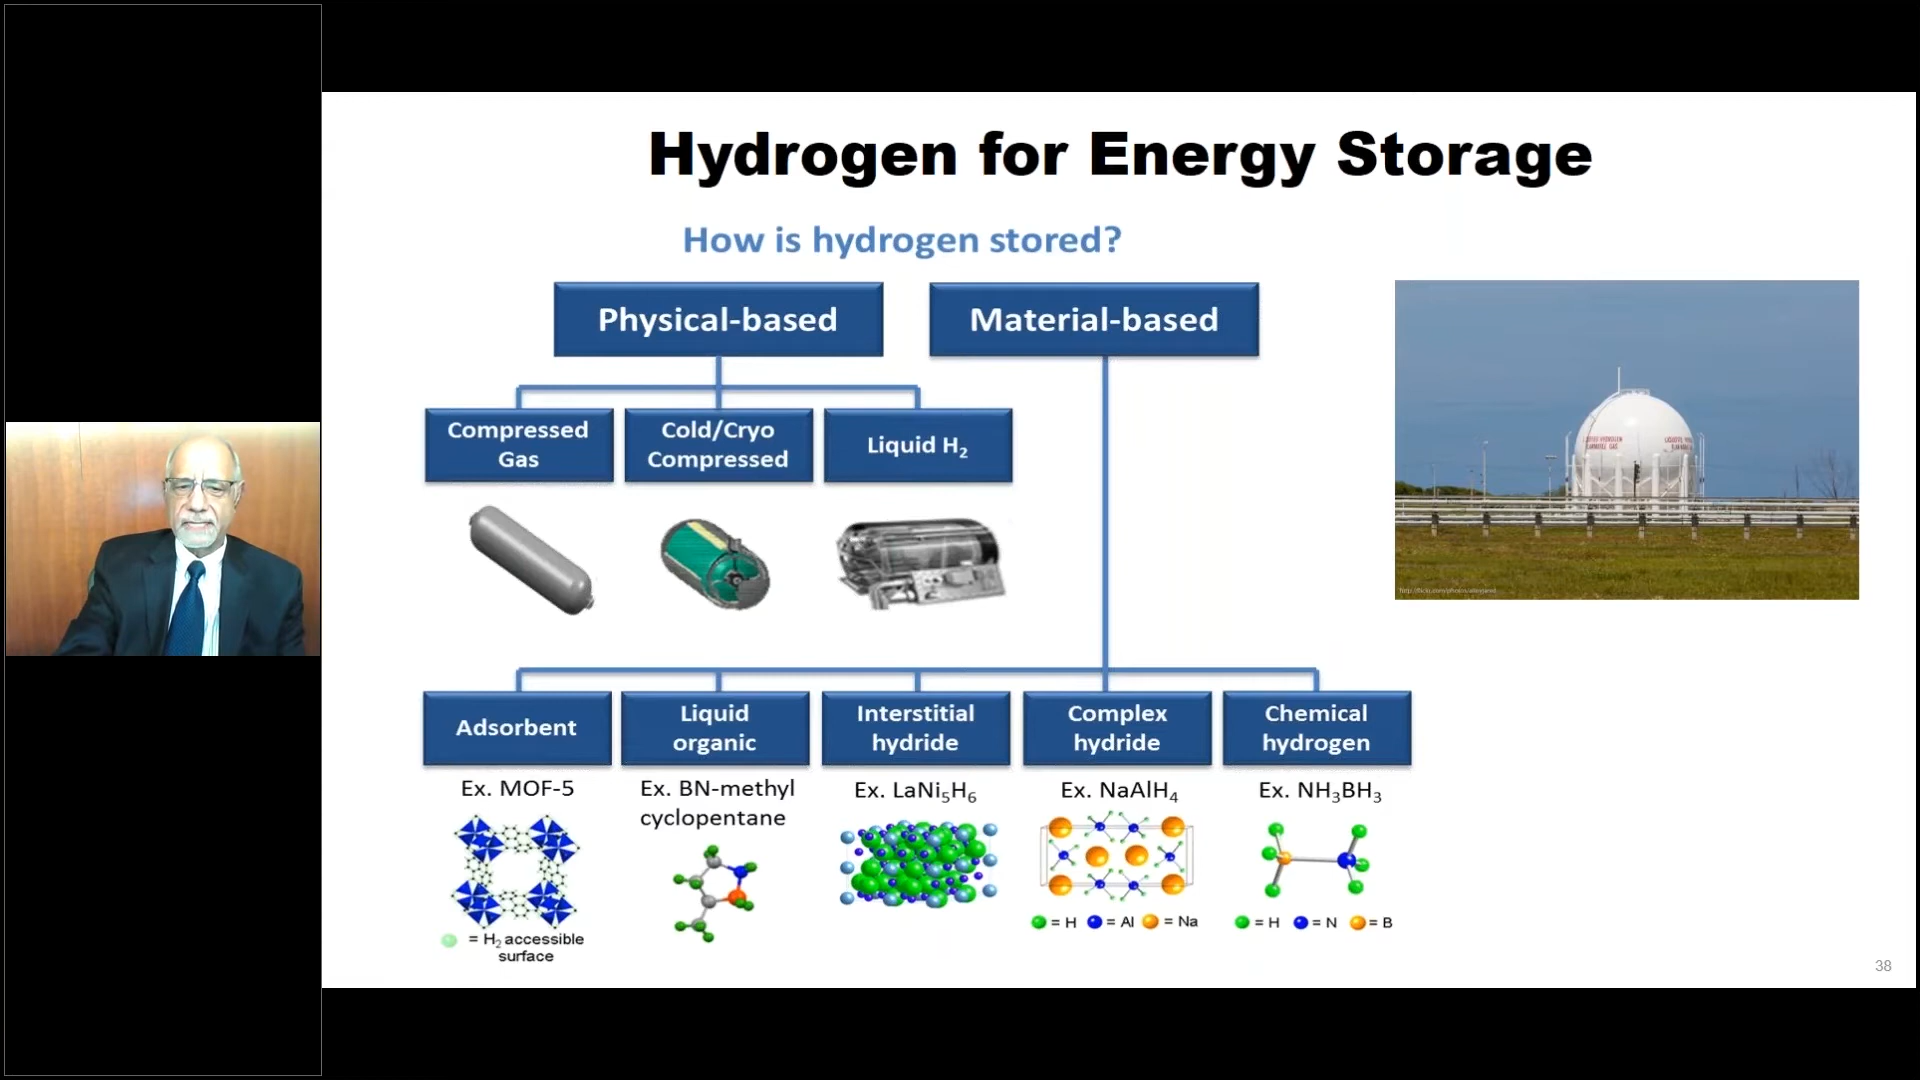 Hydrogen for Energy Storage
How is hydrogen stored?
Physical-based
Material-based
Compressed
Gas
Cold/Cryo
Compressed
Liquid H₂
Adsorbent
Liquid
organic
Interstitial
hydride
Complex
hydride
Chemical
hydrogen
Ex. MOF-5
Ex. BN-methyl
cyclopentane
Ex. LaNi₅H₆
Ex. NaAlH₄
Ex. NH₃BH₃
= H₂ accessible
surface
= H = Al = Na
= H = N = B
38